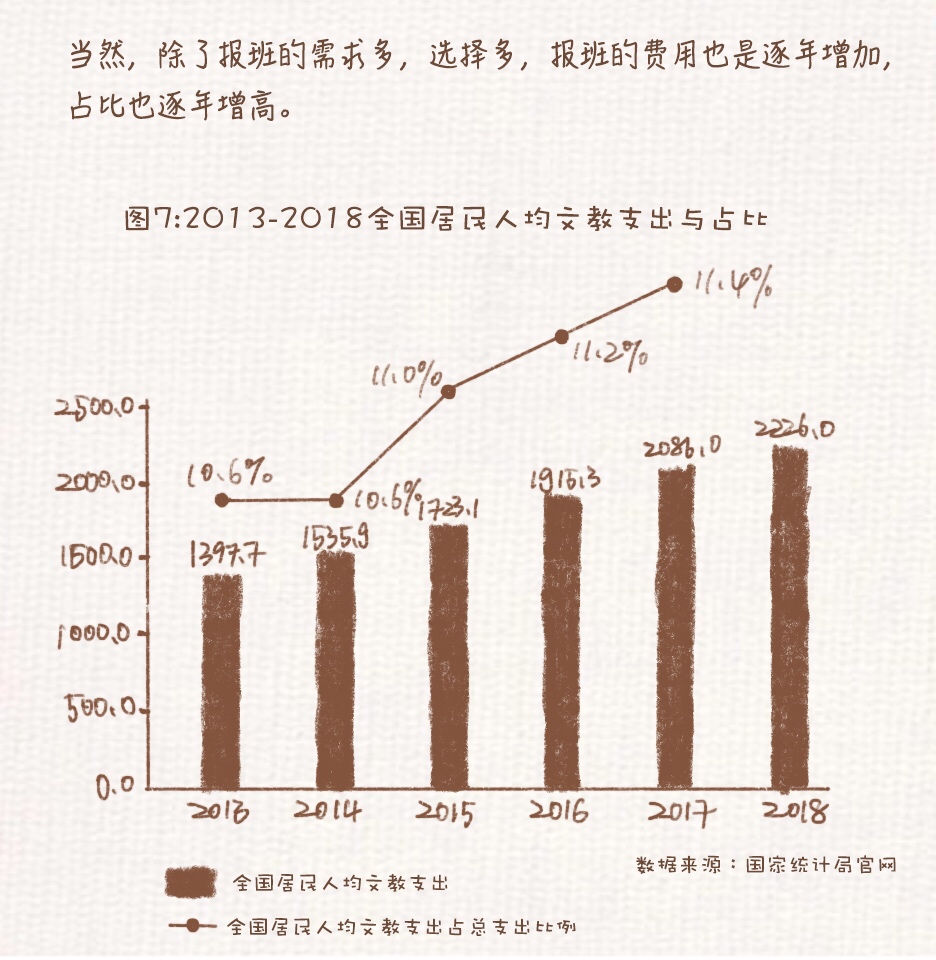 当然，除了报班的需求多，选择多，报班的费用也是逐年增加，
占比也逐年增高。
图7:2013-2018全国居民人均文教支出与占比
11.4%
11.2%
11.0%
2500.0
2226.0
2086.0
10.6%
2000.0
10.6%
1915.3
1723.1
1535.9
1500.0
1397.7
1000.0
500.0
0.0
2013 2014 2015 2016 2017 2018
数据来源：国家统计局官网
全国居民人均文教支出
全国居民人均文教支出占总支出比例